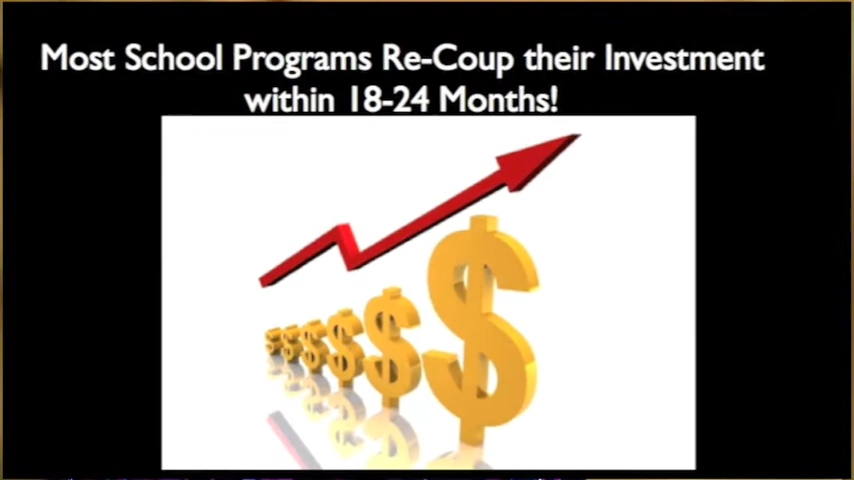 Most School Programs Re-Coup their Investment
within 18-24 Months!